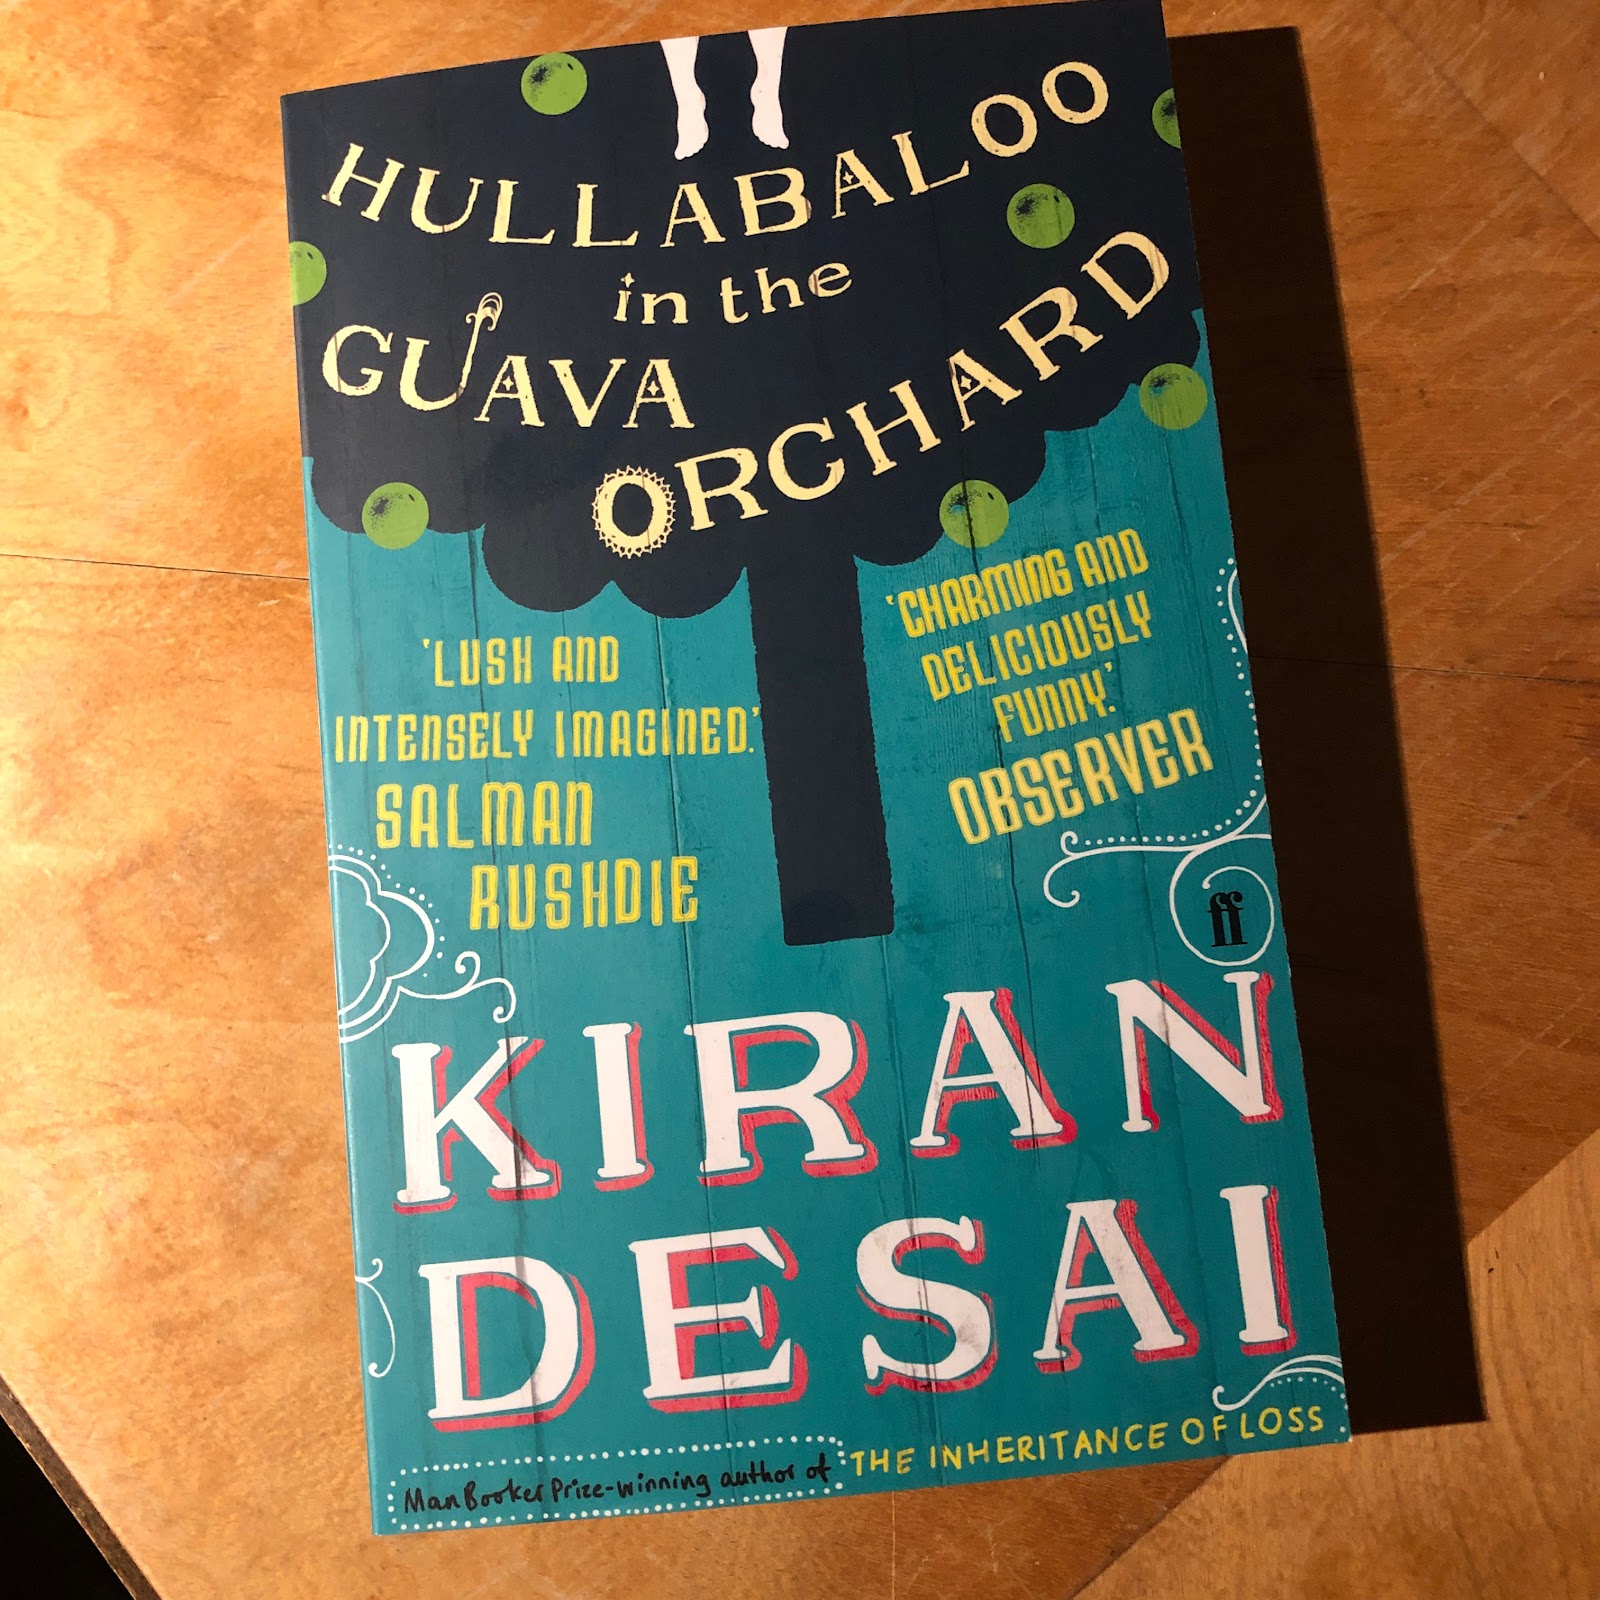 HULLABALOO
in the
GUAVA
ORCHARD
'LUSH AND
INTENSELY IMAGINED.'
SALMAN
RUSHDIE
'CHARMING AND
DELICIOUSLY
FUNNY.'
OBSERVER
ff
KIRAN
DESAI
Man Booker Prize-winning author of THE INHERITANCE OF LOSS